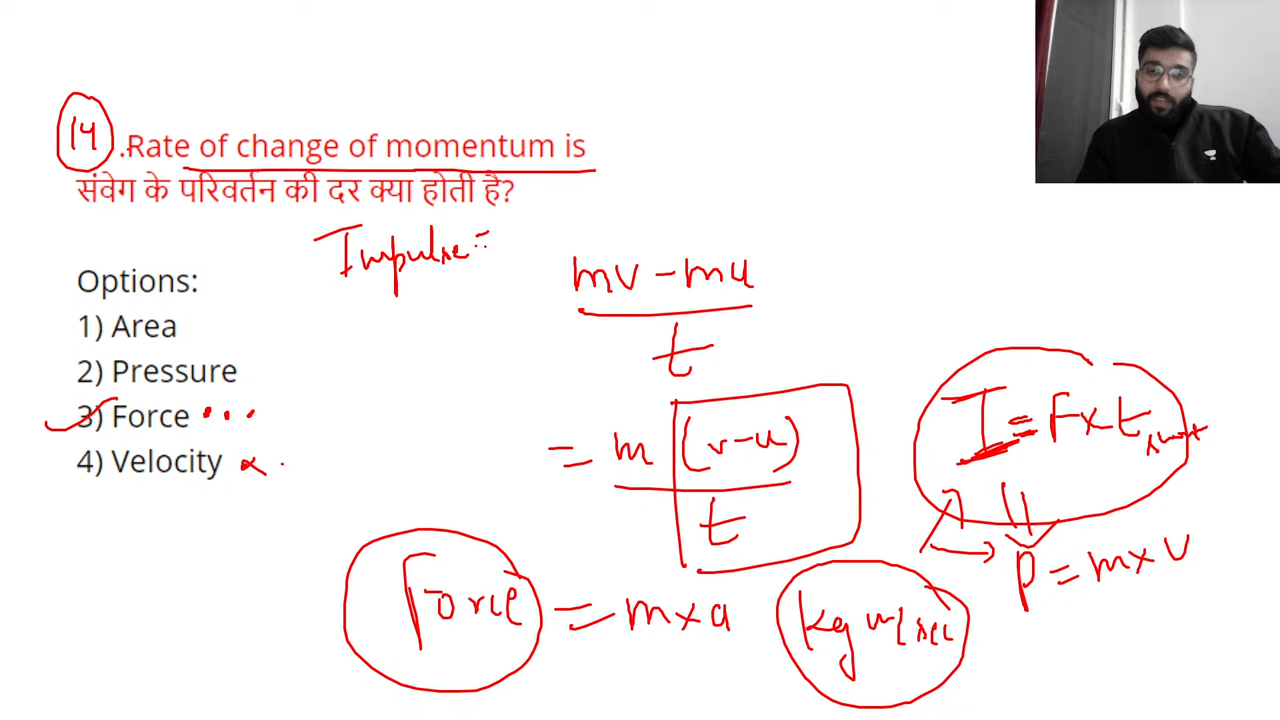 14 .Rate of change of momentum is
संवेग के परिवर्तन की दर क्या होती है?
Impulse =
Options:
1) Area
2) Pressure
3) Force ...
4) Velocity
mv - mu
t
= m (v-u)
t
Force = m x a
kg m/sec
I = F x t
P = m x v